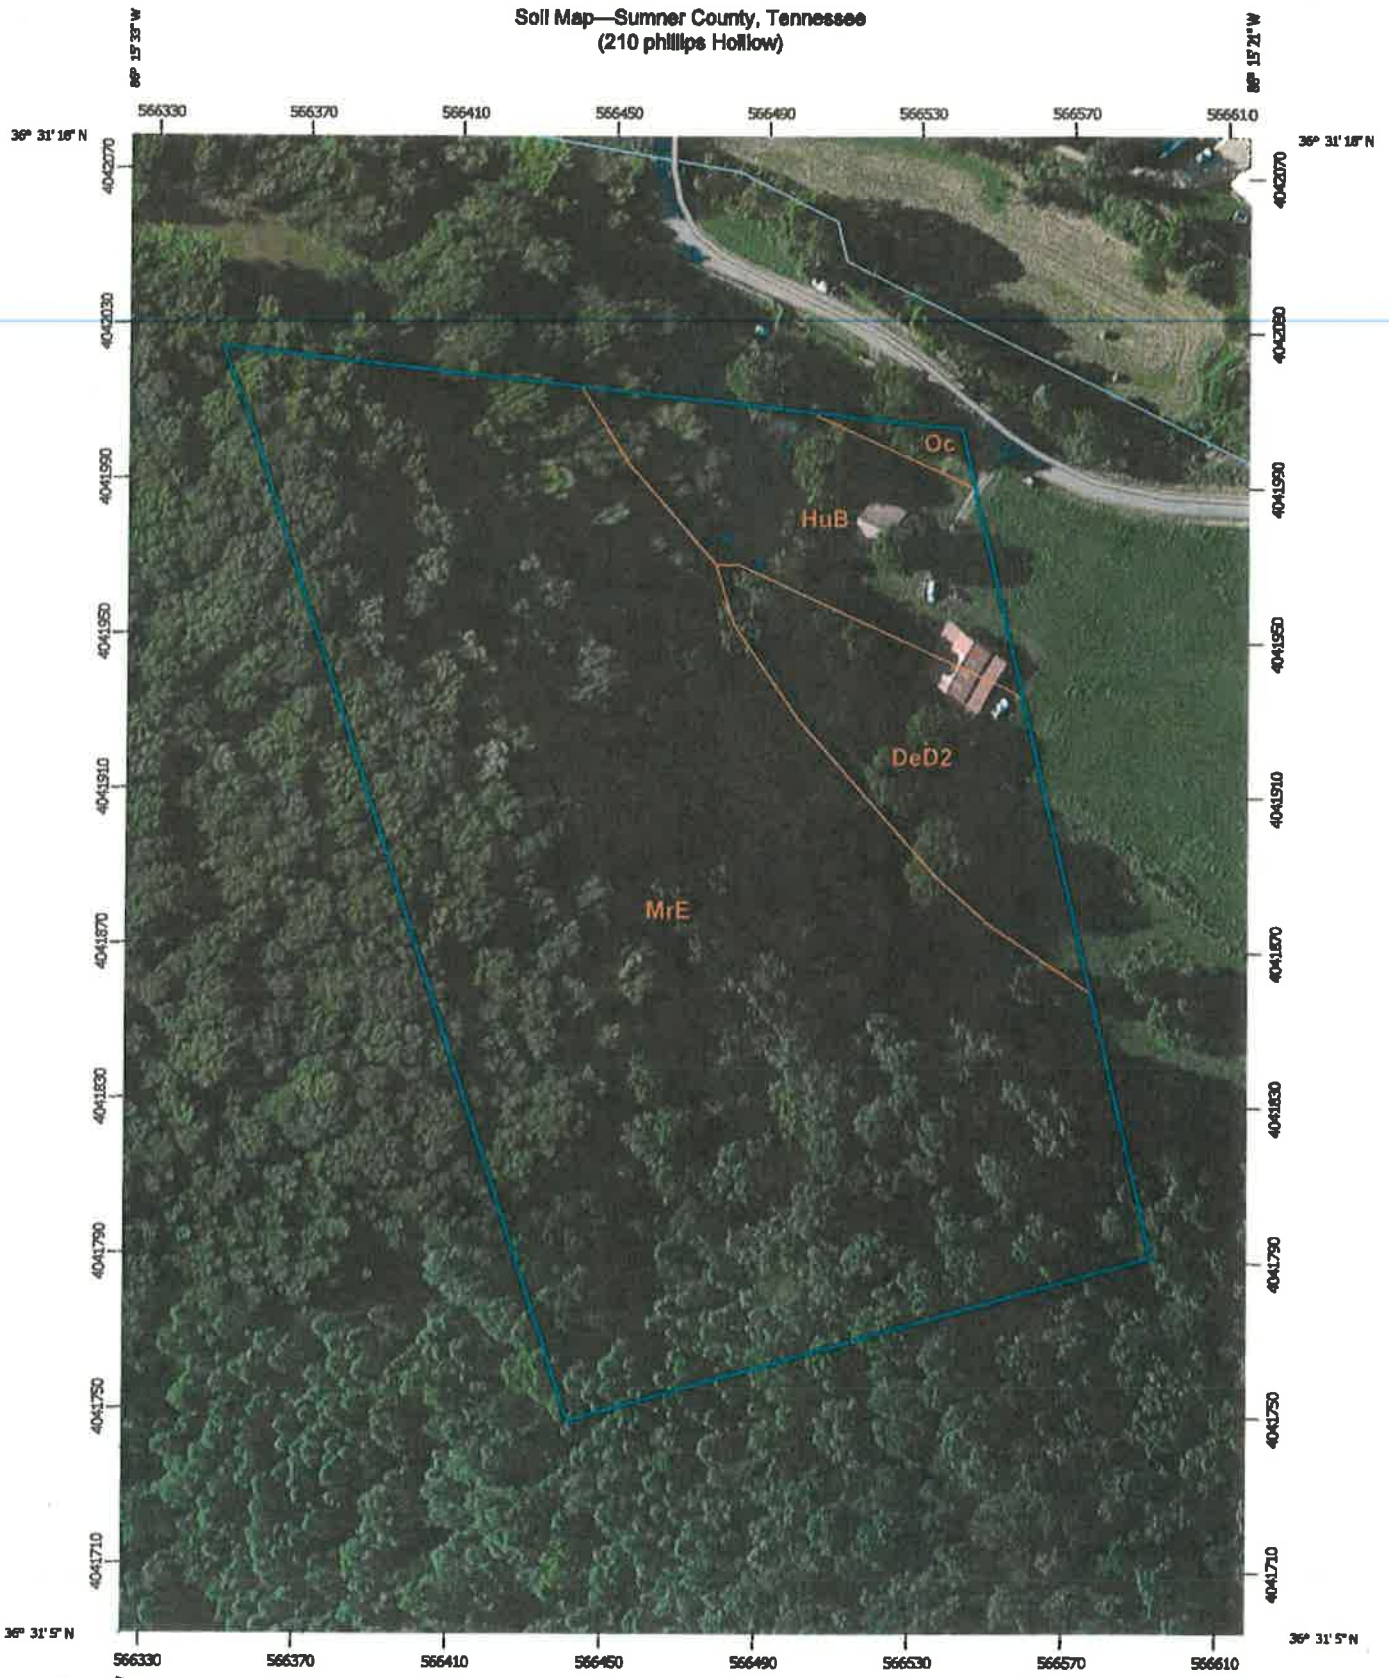 Soil Map—Sumner County, Tennessee
(210 phillips Hollow)
86° 15' 33" W
86° 15' 21" W
566330 566370 566410 566450 566490 566530 566570 566610
36° 31' 16" N
36° 31' 16" N
4042070
4042070
4042030
4042030
Oc
4041990
4041990
HuB
4041950
4041950
DeD2
4041910
4041910
MrE
4041870
4041870
4041830
4041830
4041790
4041790
4041750
4041750
4041710
4041710
36° 31' 5" N
36° 31' 5" N
566330 566370 566410 566450 566490 566530 566570 566610